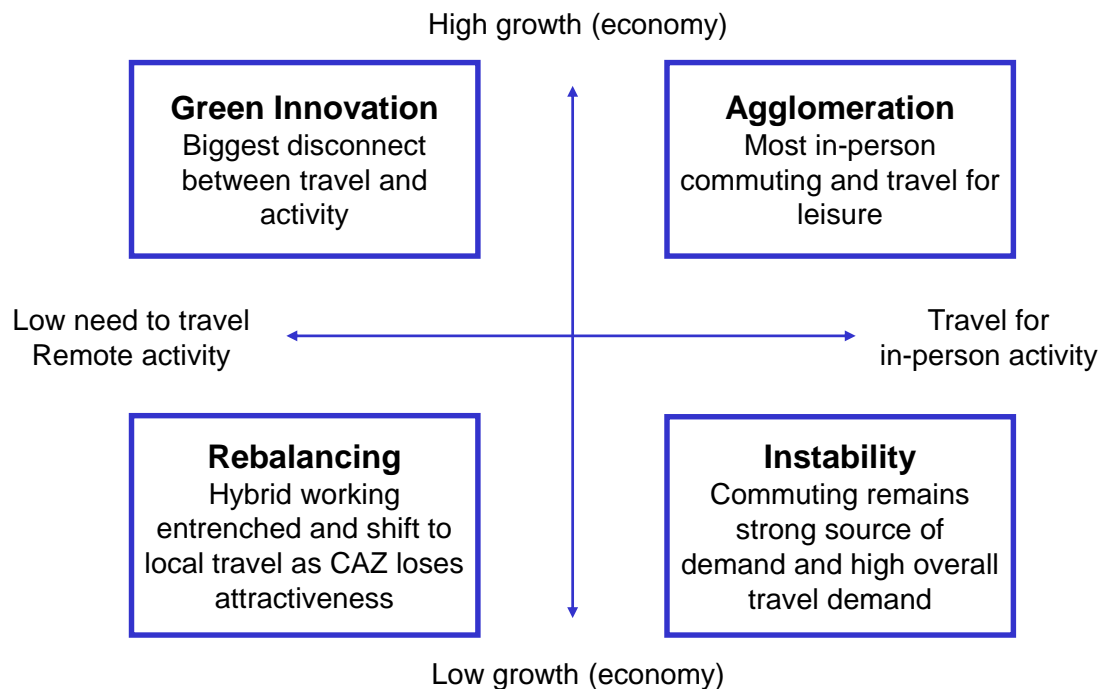 High growth (economy)
Green Innovation
Biggest disconnect
between travel and
activity
Agglomeration
Most in-person
commuting and travel for
leisure
Low need to travel
Remote activity
Travel for
in-person activity
Rebalancing
Hybrid working
entrenched and shift to
local travel as CAZ loses
attractiveness
Instability
Commuting remains
strong source of
demand and high overall
travel demand
Low growth (economy)